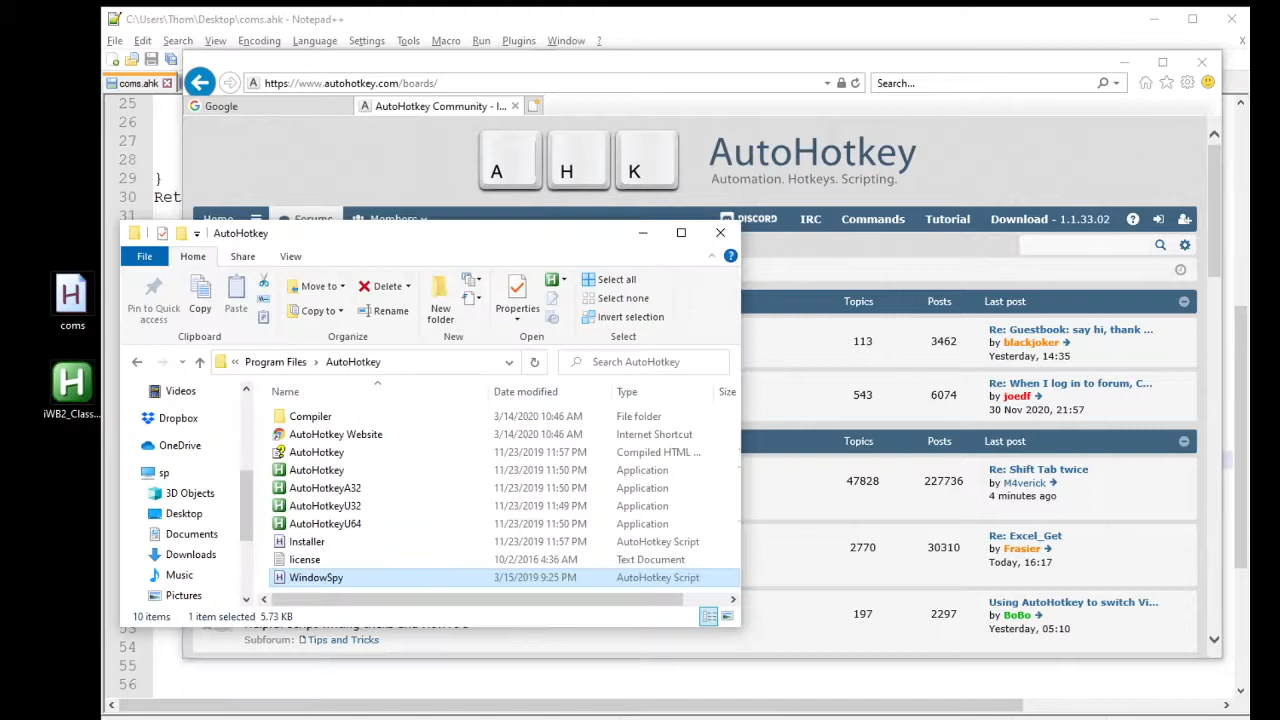 C:\Users\Thom\Desktop\coms.ahk - Notepad++
File Edit Search View Encoding Language Settings Tools Macro Run Plugins Window ? X
coms.ahk
https://www.autohotkey.com/boards/
Search...
Google
AutoHotkey Community - I...
25
26
27
28
29 }
30 Ret
31
A H K
AutoHotkey
Automation. Hotkeys. Scripting.
Home Forums Members
DISCORD IRC Commands Tutorial Download - 1.1.33.02
coms
iWB2_Class...
AutoHotkey
File Home Share View
Pin to Quick access
Copy
Paste
Clipboard
Move to
Copy to
Delete
Rename
Organize
New folder
New
Properties
Open
Select all
Select none
Invert selection
Select
« Program Files › AutoHotkey
Search AutoHotkey
Videos
Dropbox
OneDrive
sp
3D Objects
Desktop
Documents
Downloads
Music
Pictures
Name Date modified Type Size
Compiler 3/14/2020 10:46 AM File folder
AutoHotkey Website 3/14/2020 10:46 AM Internet Shortcut
AutoHotkey 11/23/2019 11:57 PM Compiled HTML ...
AutoHotkey 11/23/2019 11:50 PM Application
AutoHotkeyA32 11/23/2019 11:50 PM Application
AutoHotkeyU32 11/23/2019 11:49 PM Application
AutoHotkeyU64 11/23/2019 11:50 PM Application
Installer 11/23/2019 11:57 PM AutoHotkey Script
license 10/2/2016 4:36 AM Text Document
WindowSpy 3/15/2019 9:25 PM AutoHotkey Script
10 items 1 item selected 5.73 KB
Topics Posts Last post
113 3462 Re: Guestbook: say hi, thank ...
by blackjoker
Yesterday, 14:35
543 6074 Re: When I log in to forum, C...
by joedf
30 Nov 2020, 21:57
Topics Posts Last post
47828 227736 Re: Shift Tab twice
by M4verick
4 minutes ago
2770 30310 Re: Excel_Get
by Frasier
Today, 16:17
197 2297 Using AutoHotkey to switch Vi...
by BoBo
Yesterday, 05:10
Subforum: Tips and Tricks
54
55
56